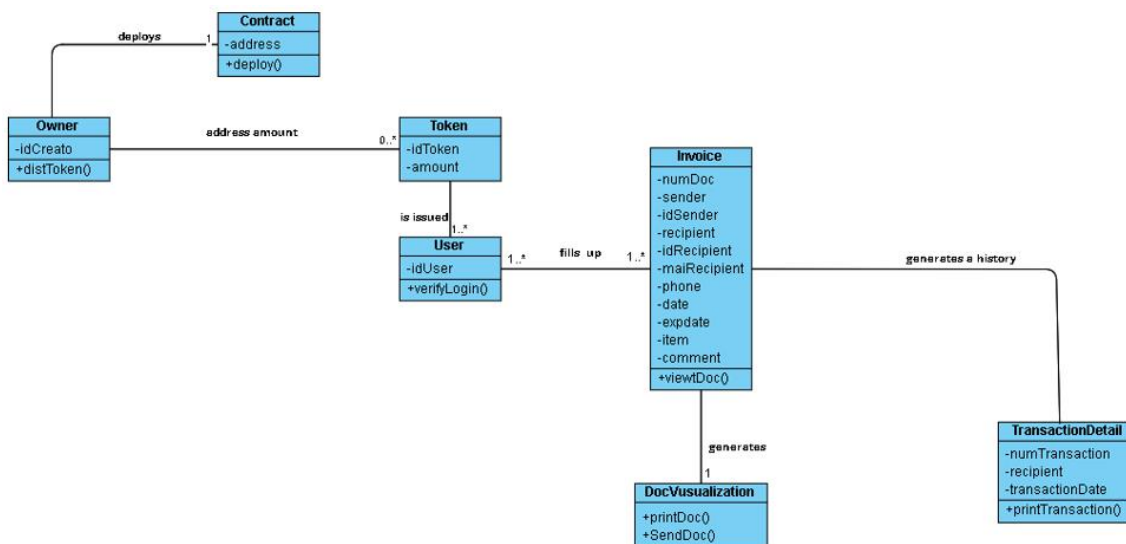 Contract
-address
+deploy()
deploys
1
Owner
-idCreato
+distToken()
address amount
0..*
Token
-idToken
-amount
is issued
1..*
User
-idUser
+verifyLogin()
1..*
fills up
1..*
Invoice
-numDoc
-sender
-idSender
-recipient
-idRecipient
-maiRecipient
-phone
-date
-expdate
-item
-comment
+viewtDoc()
generates a history
generates
1
DocVusualization
+printDoc()
+SendDoc()
TransactionDetail
-numTransaction
-recipient
-transactionDate
+printTransaction()